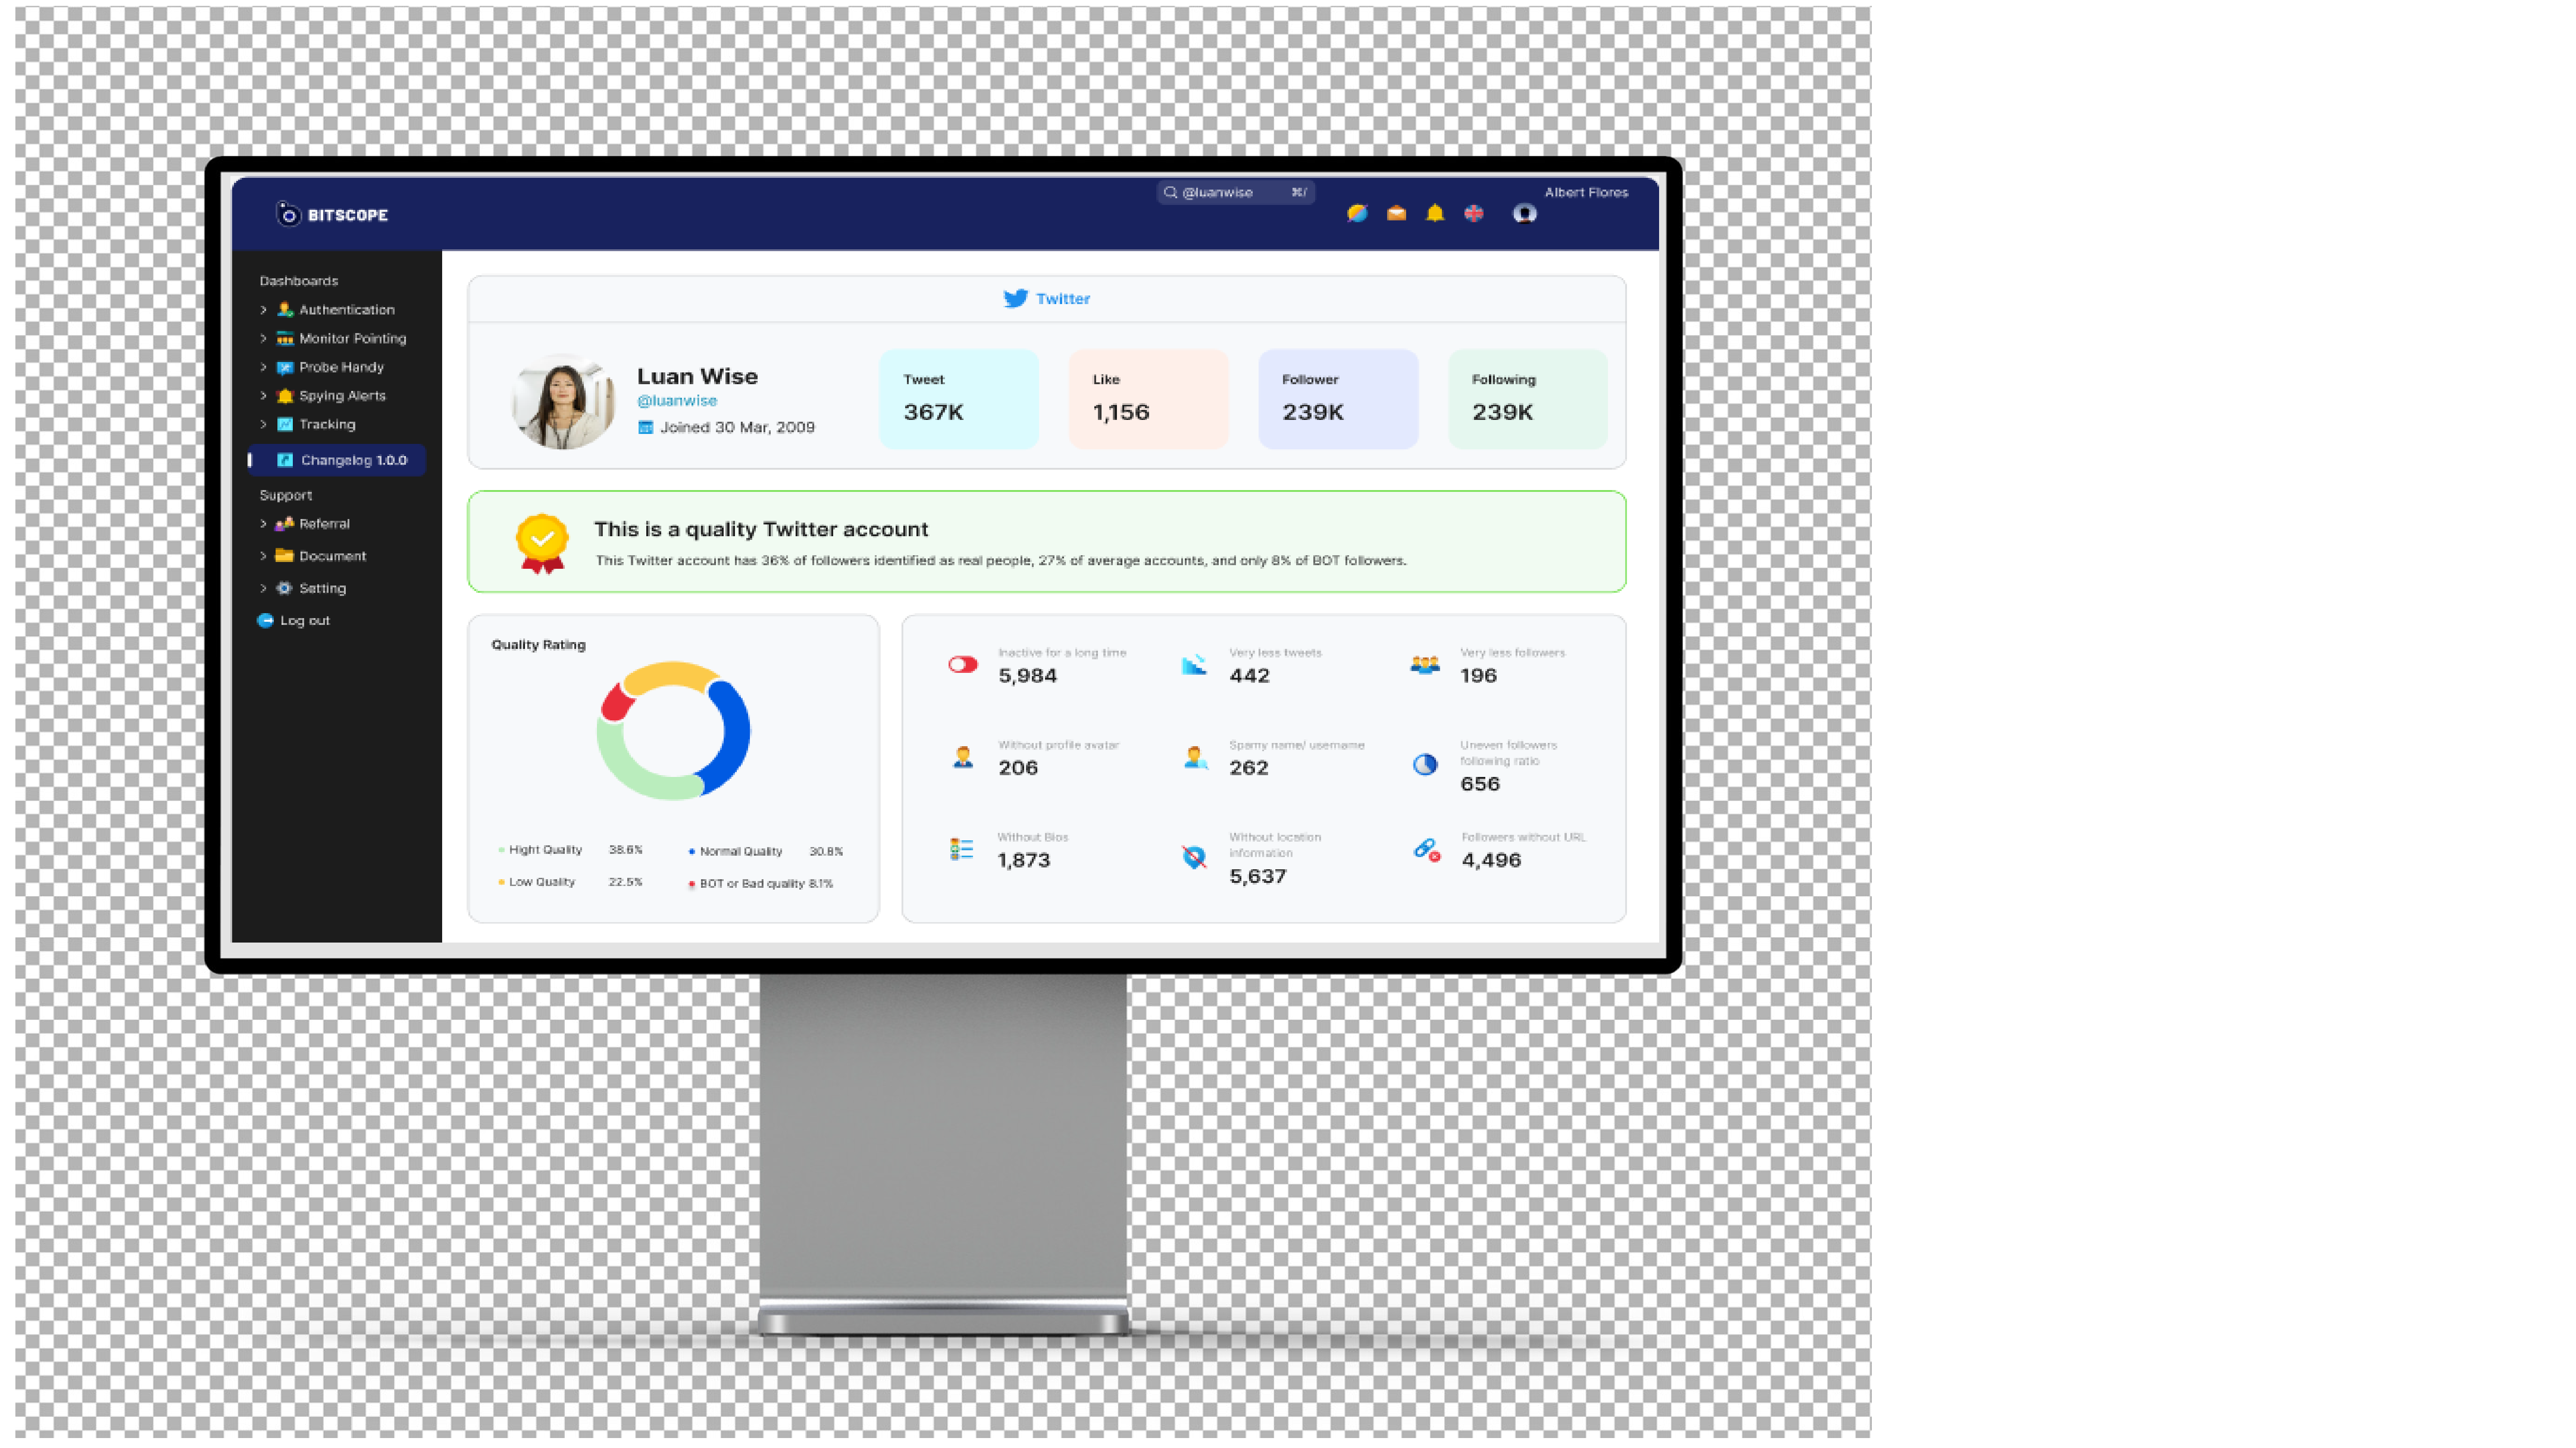 BITSCOPE
@luanwise ⌘/
Albert Flores
Dashboards
Authentication
Monitor Pointing
Probe Handy
Spying Alerts
Tracking
Changelog 1.0.0
Support
Referral
Document
Setting
Log out
Twitter
Luan Wise
@luanwise
Joined 30 Mar, 2009
Tweet
367K
Like
1,156
Follower
239K
Following
239K
This is a quality Twitter account
This Twitter account has 36% of followers identified as real people, 27% of average accounts, and only 8% of BOT followers.
Quality Rating
Hight Quality 38.6%
Normal Quality 30.8%
Low Quality 22.5%
BOT or Bad quality 8.1%
Inactive for a long time
5,984
Very less tweets
442
Very less followers
196
Without profile avatar
206
Spamy name/ username
262
Uneven followers
following ratio
656
Without Bios
1,873
Without location
information
5,637
Followers without URL
4,496